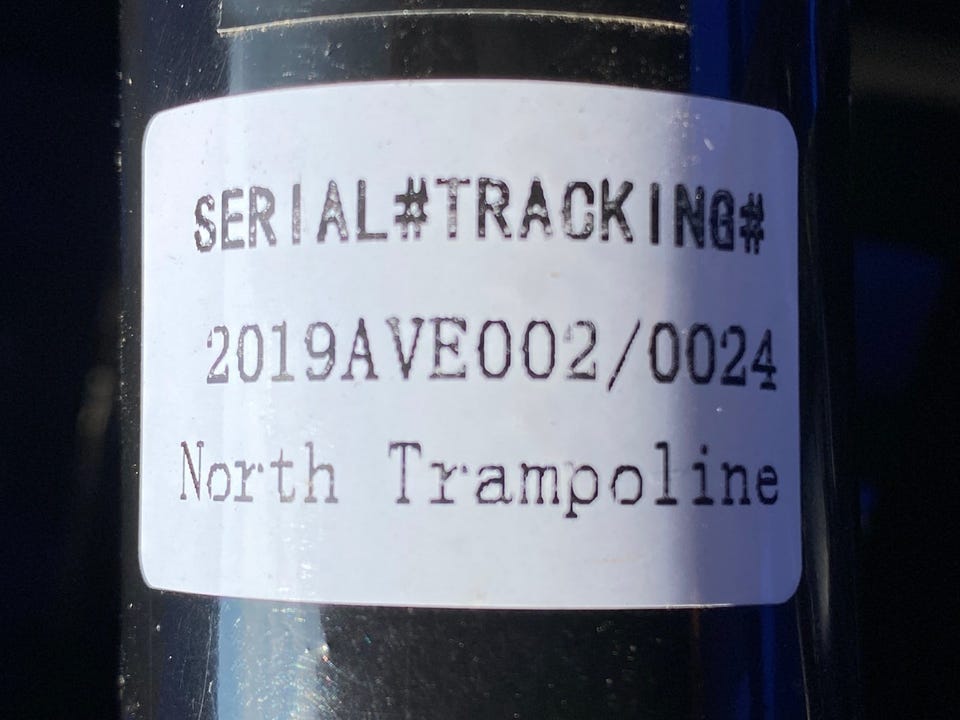 SERIAL#TRACKING#
2019AVE002/0024
North Trampoline